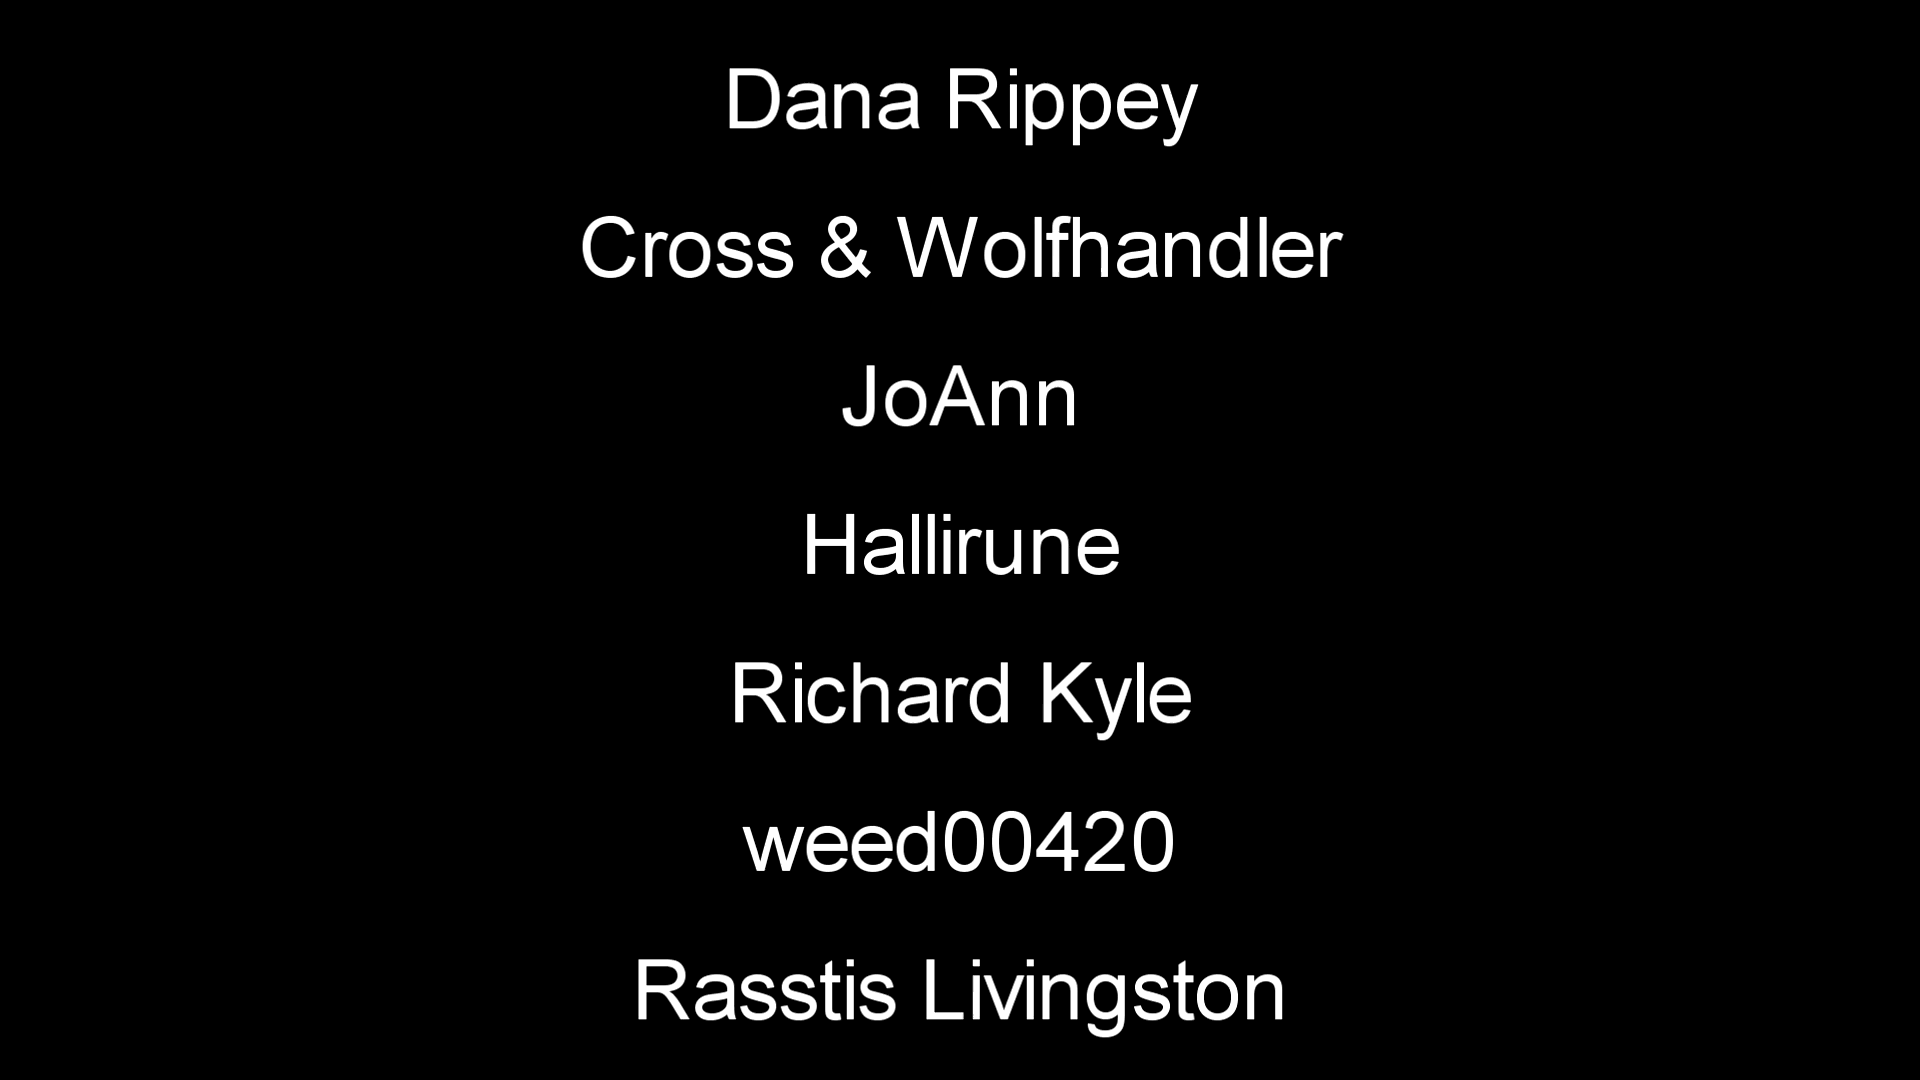 Dana Rippey
Cross & Wolfhandler
JoAnn
Hallirune
Richard Kyle
weed00420
Rasstis Livingston